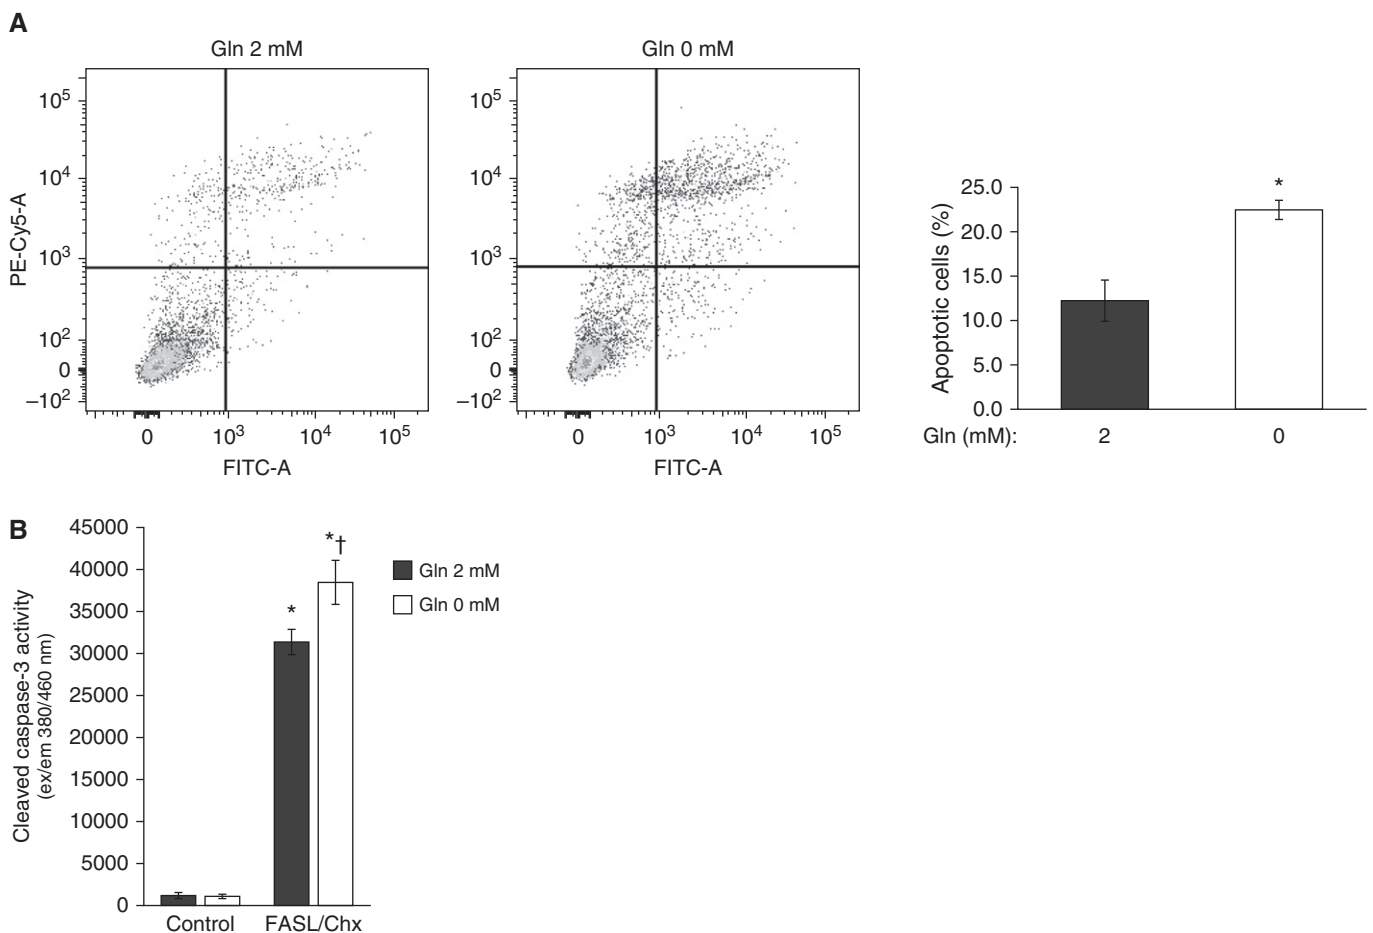 A
Gln 2 mM
Gln 0 mM
PE-Cy5-A
10⁵
10⁴
10³
10²
0
–10²
0 10³ 10⁴ 10⁵
FITC-A
10⁵
10⁴
10³
10²
0
–10²
0 10³ 10⁴ 10⁵
FITC-A
Apoptotic cells (%)
25.0
20.0
15.0
10.0
5.0
0.0
*
Gln (mM): 2 0
B
Cleaved caspase-3 activity
(ex/em 380/460 nm)
45000
40000
35000
30000
25000
20000
15000
10000
5000
0
*
*†
Control FASL/Chx
Gln 2 mM
Gln 0 mM